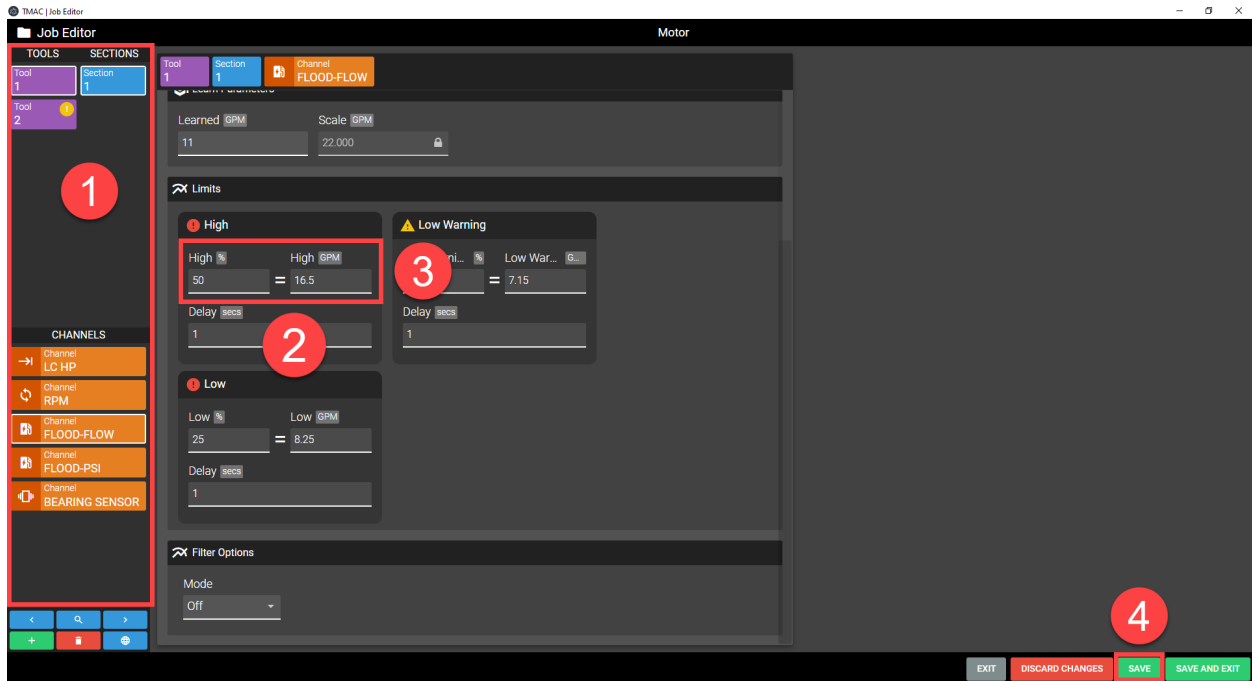 TMAC | Job Editor
Job Editor
Motor
TOOLS SECTIONS
Tool
1
Section
1
Tool
2
1
CHANNELS
Channel
LC HP
Channel
RPM
Channel
FLOOD-FLOW
Channel
FLOOD-PSI
Channel
BEARING SENSOR
Tool
1
Section
1
Channel
FLOOD-FLOW
Learn Parameters
Learned GPM Scale GPM
11 22.000
Limits
High
High % High GPM
50 = 16.5
Delay secs
1
2
Low Warning
% Low War... G...
= 7.15
3
Delay secs
1
Low
Low % Low GPM
25 = 8.25
Delay secs
1
Filter Options
Mode
Off
4
EXIT DISCARD CHANGES SAVE SAVE AND EXIT